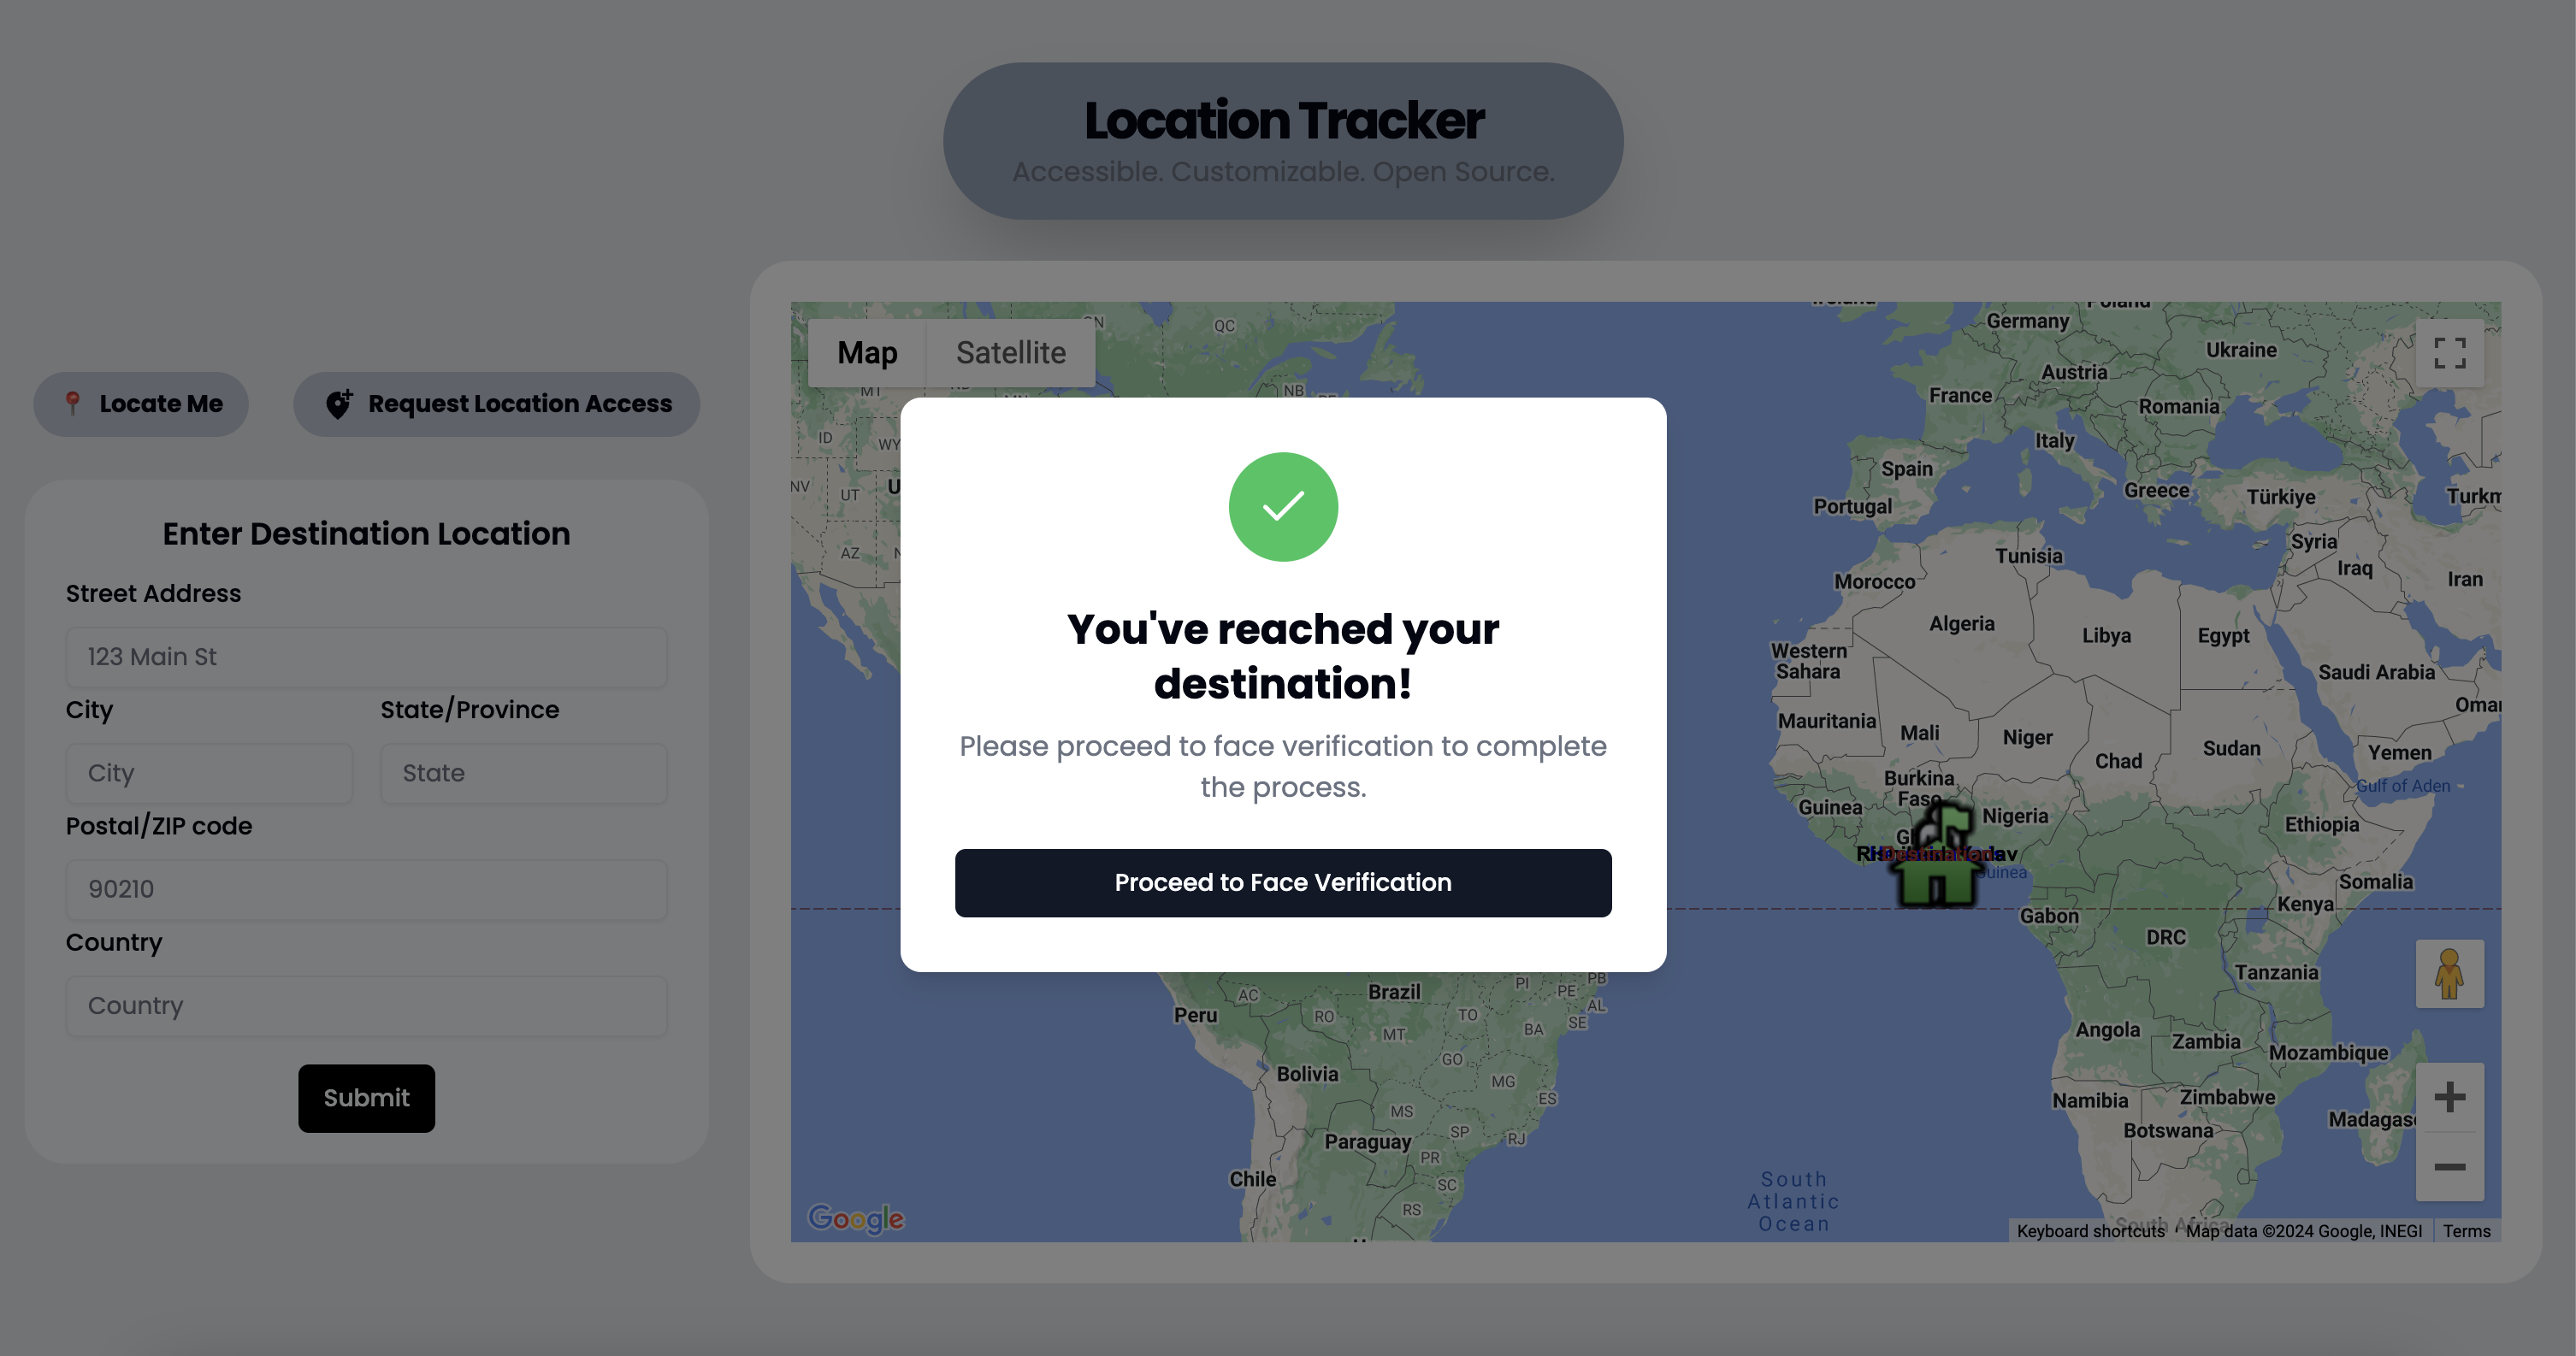 Location Tracker
Accessible. Customizable. Open Source.
📍 Locate Me
Request Location Access
Enter Destination Location
Street Address
123 Main St
City
State/Province
City
State
Postal/ZIP code
90210
Country
Country
Submit
Map
Satellite
You've reached your
destination!
Please proceed to face verification to complete
the process.
Proceed to Face Verification
QC
NB
MT
ID
WY
NV
UT
AZ
Poland
Germany
Ukraine
Austria
France
Romania
Italy
Spain
Portugal
Greece
Türkiye
Syria
Tunisia
Iraq
Iran
Morocco
Algeria
Libya
Egypt
Western
Sahara
Saudi Arabia
Mauritania
Mali
Niger
Chad
Sudan
Yemen
Burkina
Faso
Gulf of Aden
Guinea
Nigeria
Ethiopia
Destination
Somalia
Kenya
Gabon
DRC
Tanzania
Angola
Zambia
Mozambique
Namibia
Zimbabwe
Botswana
South Africa
PB
PI
PE
AL
AC
Brazil
SE
Peru
RO
TO
BA
MT
GO
Bolivia
MG
ES
MS
SP
RJ
Paraguay
PR
SC
Chile
RS
South
Atlantic
Ocean
Google
Keyboard shortcuts
Map data ©2024 Google, INEGI
Terms